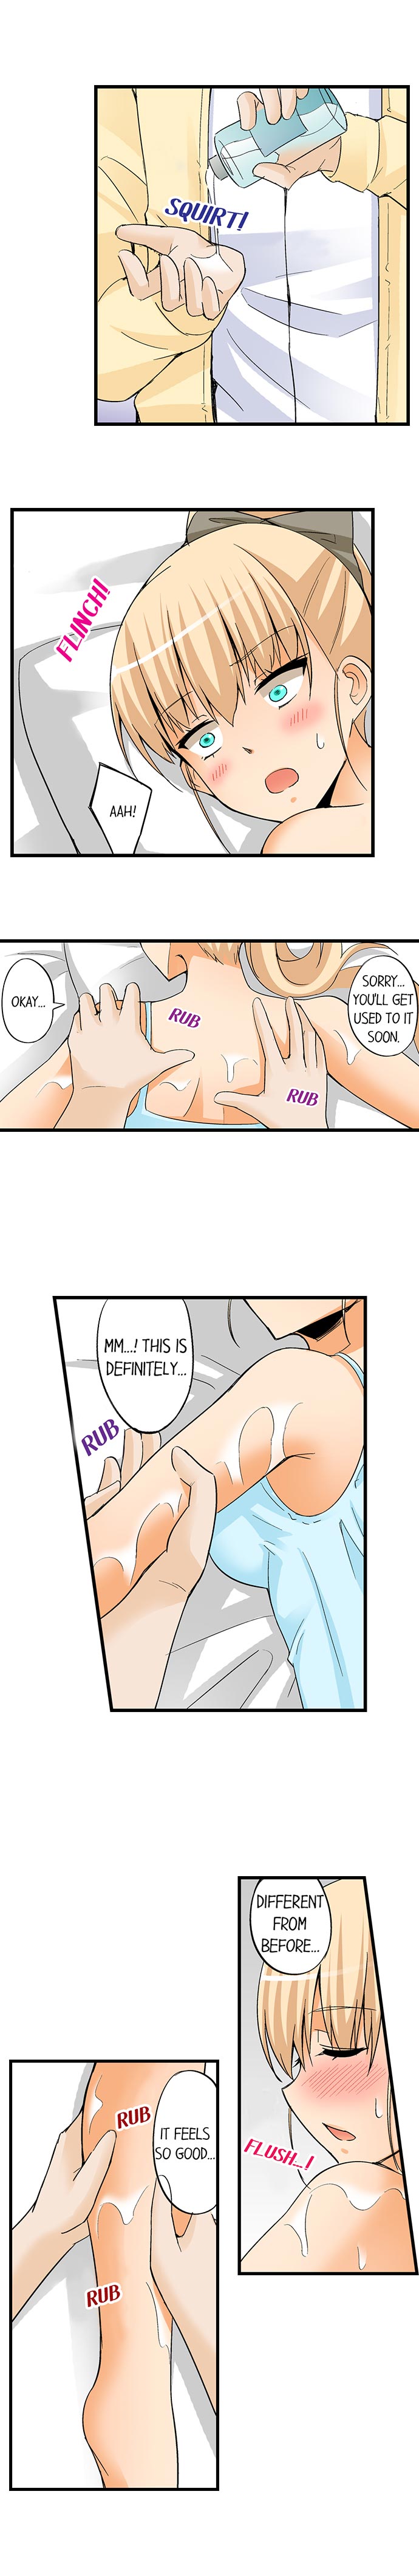 SQUIRT!
FLINCH!
AAH!
SORRY...
YOU'LL GET
USED TO IT
SOON.
OKAY...
RUB
RUB
MM...! THIS IS
DEFINITELY...
RUB
DIFFERENT
FROM
BEFORE...
FLUSH...!
IT FEELS
SO GOOD...
RUB
RUB